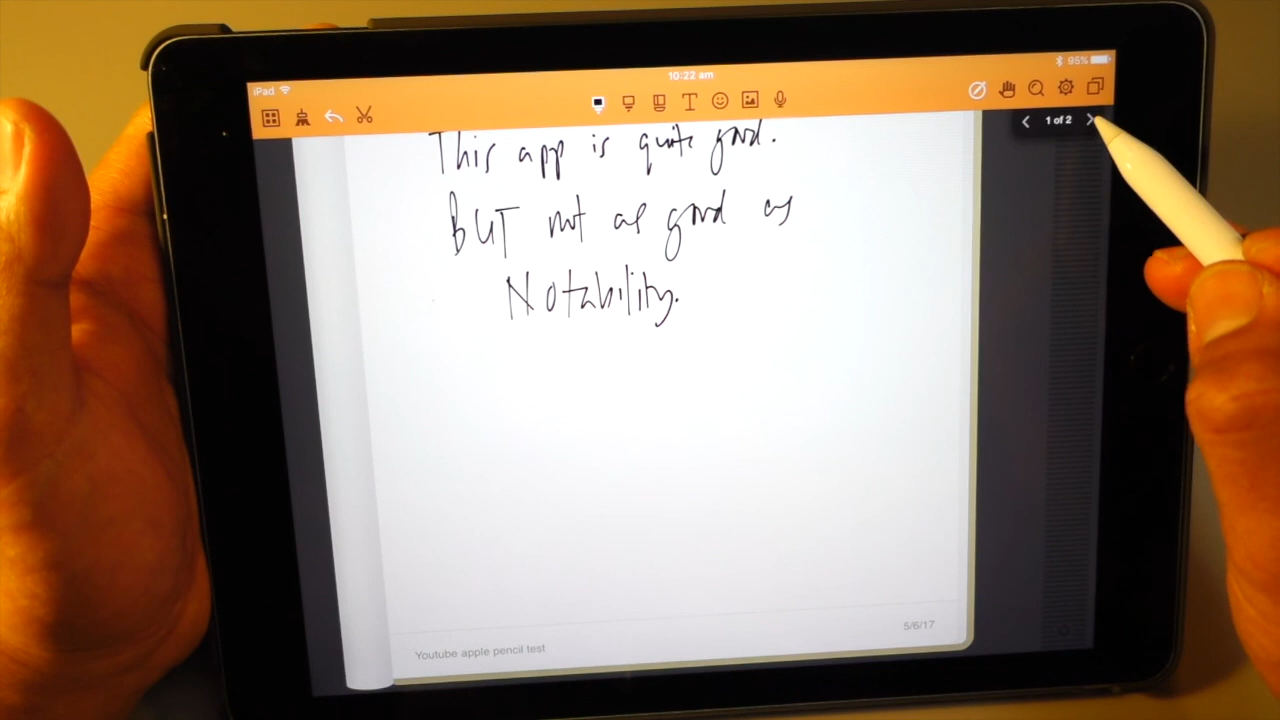 iPad
10:22 am
95%
1 of 2
This app is quite good.
BUT not as good as
Notability.
5/6/17
Youtube apple pencil test